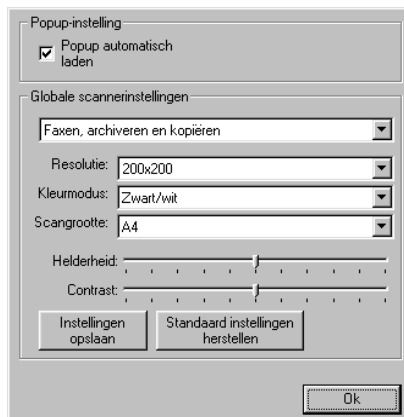 Popup-instelling
Popup automatisch
laden
Globale scannerinstellingen
Faxen, archiveren en kopiëren
Resolutie: 200x200
Kleurmodus: Zwart/wit
Scangrootte: A4
Helderheid:
Contrast:
Instellingen
opslaan
Standaard instellingen
herstellen
Ok